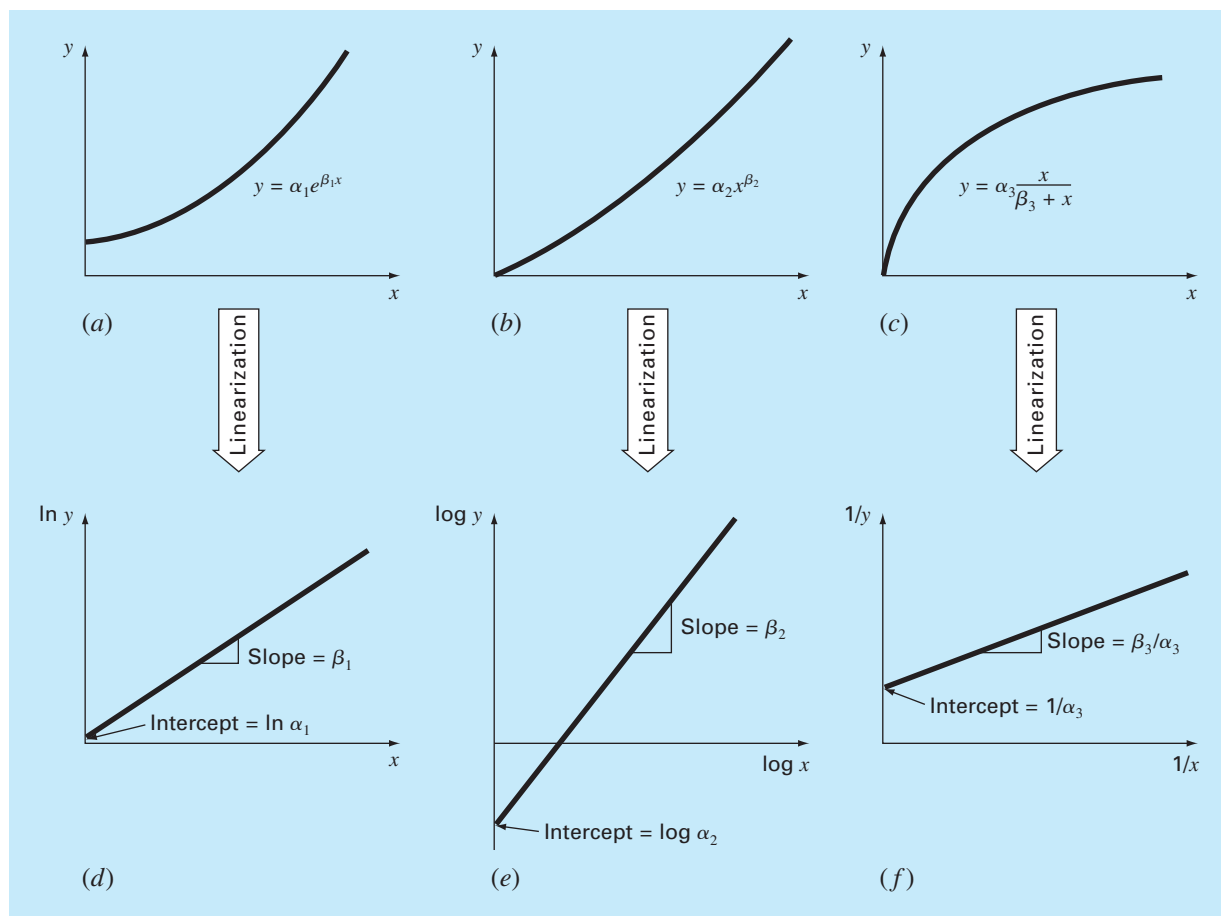 y
y = α₁e^{β₁x}
x
(a)
Linearization
y
y = α₂x^{β₂}
x
(b)
Linearization
y
y = α₃ x / (β₃ + x)
x
(c)
Linearization
ln y
Slope = β₁
Intercept = ln α₁
x
(d)
log y
Slope = β₂
log x
Intercept = log α₂
(e)
1/y
Slope = β₃/α₃
Intercept = 1/α₃
1/x
(f)